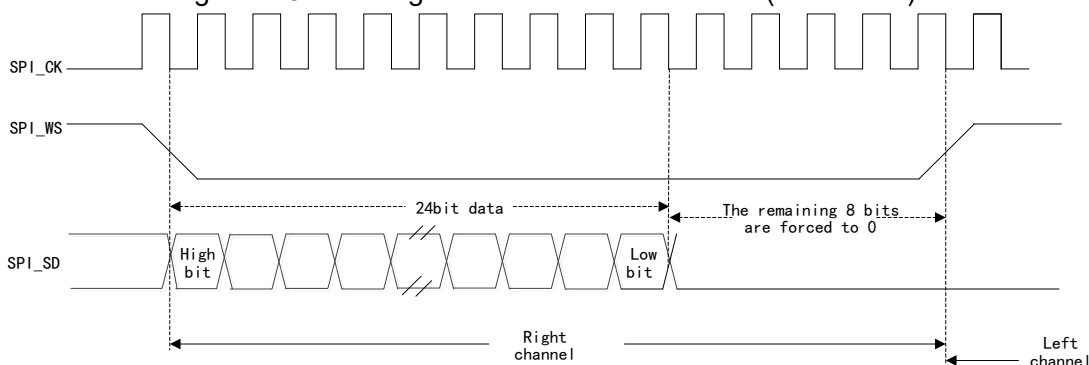 SPI_CK
SPI_WS
24bit data
The remaining 8 bits
are forced to 0
SPI_SD
High
bit
Low
bit
Right
channel
Left
channel